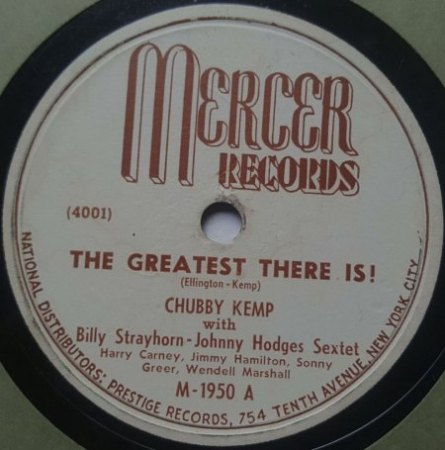 MERCER
RECORDS
(4001)
THE GREATEST THERE IS!
(Ellington-Kemp)
CHUBBY KEMP
with
Billy Strayhorn-Johnny Hodges Sextet
Harry Carney, Jimmy Hamilton, Sonny
Greer, Wendell Marshall
M-1950 A
NATIONAL DISTRIBUTORS: PRESTIGE RECORDS, 754 TENTH AVENUE, NEW YORK CITY